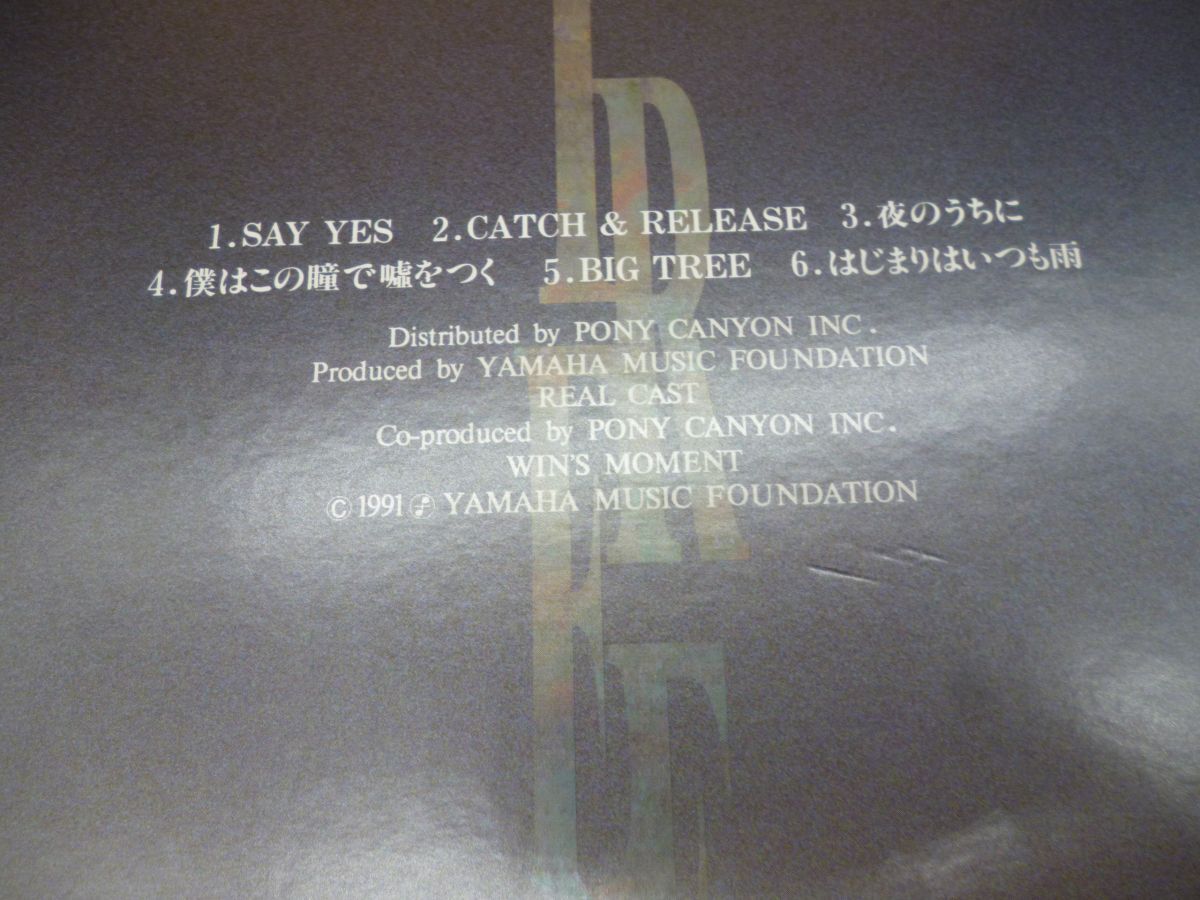 1.SAY YES 2.CATCH & RELEASE 3.夜のうちに
4.僕はこの瞳で嘘をつく 5.BIG TREE 6.はじまりはいつも雨
Distributed by PONY CANYON INC.
Produced by YAMAHA MUSIC FOUNDATION
REAL CAST
Co-produced by PONY CANYON INC.
WIN'S MOMENT
© 1991 YAMAHA MUSIC FOUNDATION